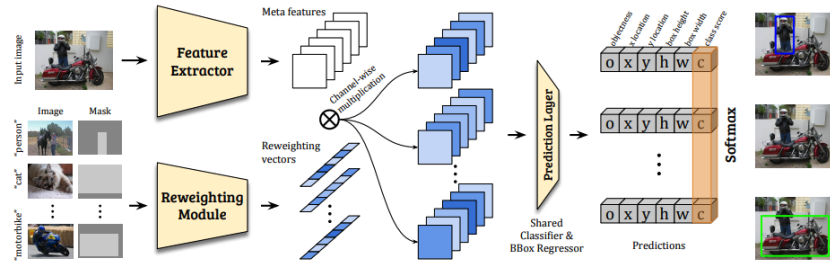 Input image
Feature
Extractor
Meta features
Channel-wise
multiplication
Image
Mask
"person"
"cat"
"motorbike"
Reweighting
Module
Reweighting
vectors
Prediction Layer
Shared
Classifier &
BBox Regressor
objectness
x location
y location
box height
box width
class score
o x y h w c
o x y h w c
o x y h w c
Softmax
Predictions